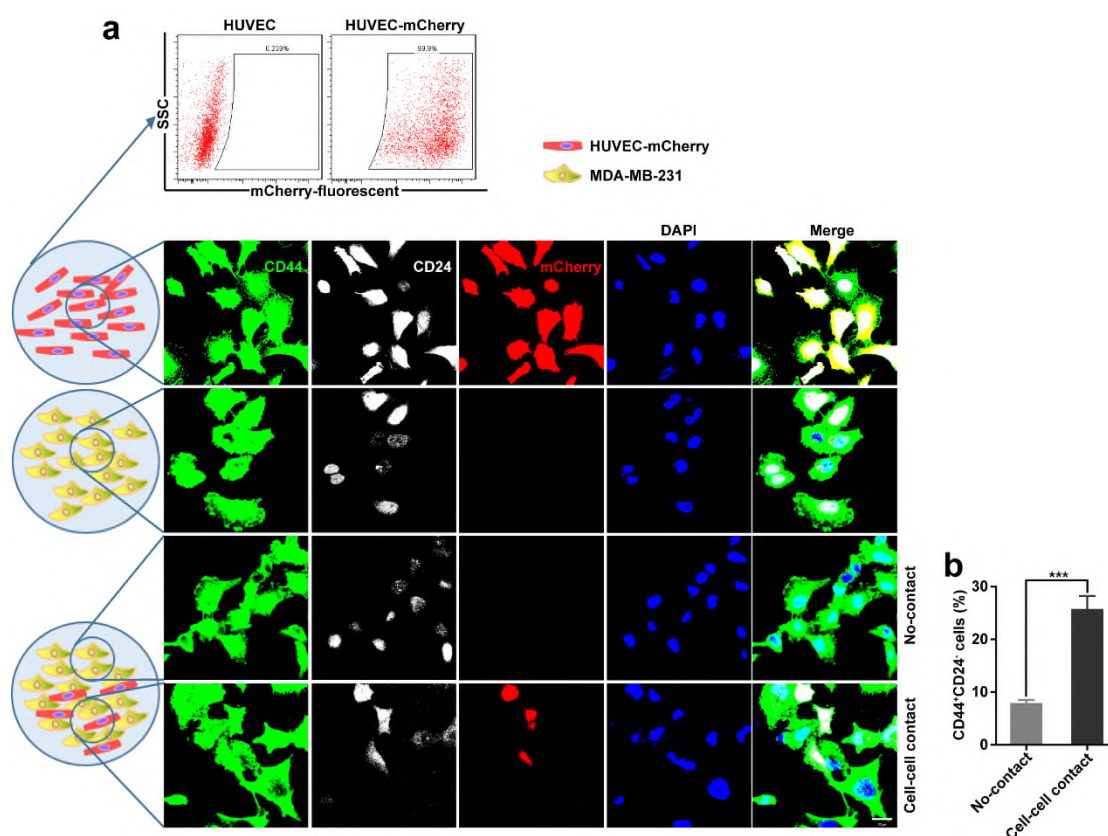 a
HUVEC
HUVEC-mCherry
0.239%
99.9%
SSC
mCherry-fluorescent
HUVEC-mCherry
MDA-MB-231
DAPI
Merge
CD44
CD24
mCherry
No-contact
Cell-cell contact
b
***
CD44⁺CD24⁻ cells (%)
30
20
10
0
No-contact
Cell-cell contact